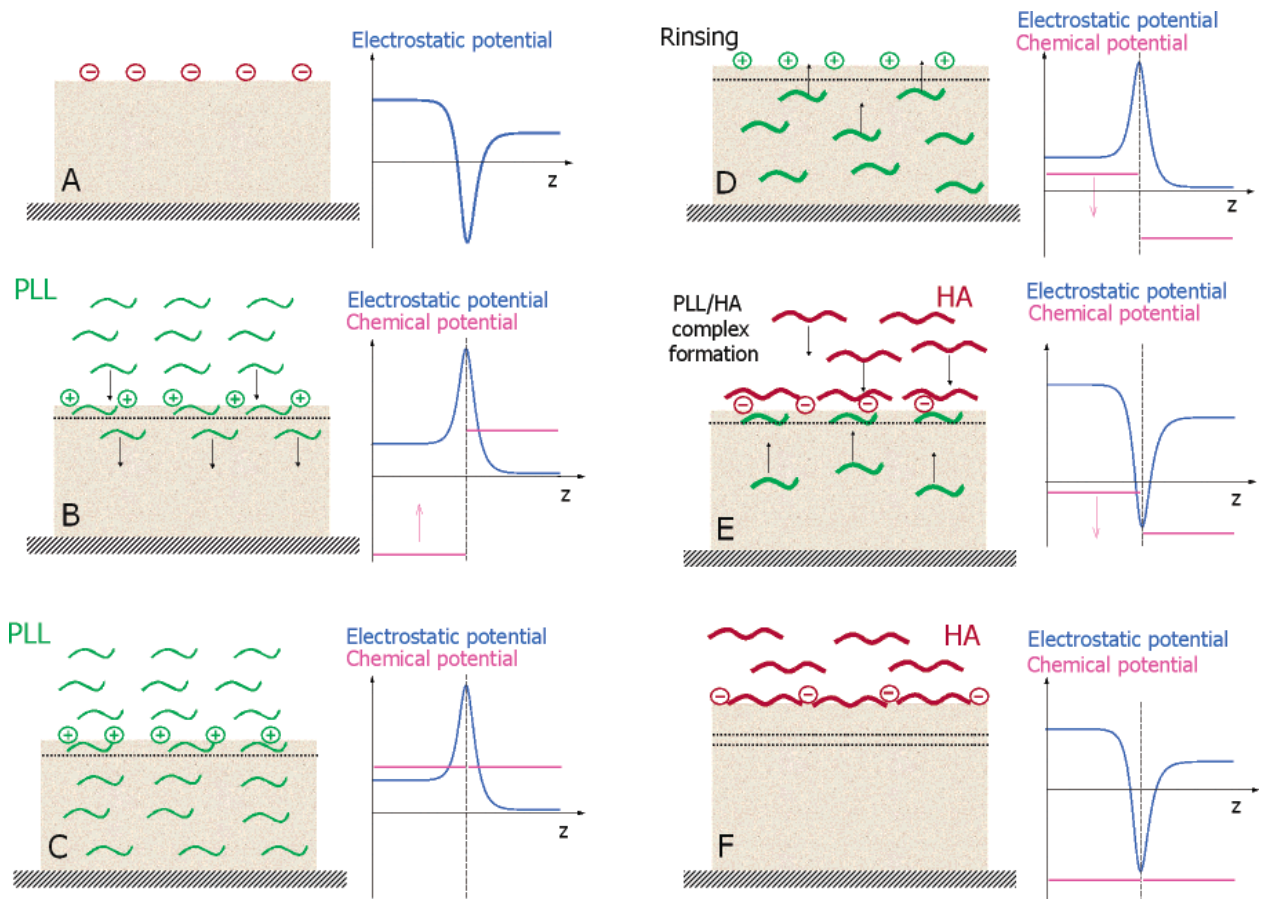 Electrostatic potential
A
z
PLL
Electrostatic potential
Chemical potential
B
z
PLL
Electrostatic potential
Chemical potential
C
z
Rinsing
Electrostatic potential
Chemical potential
D
z
PLL/HA
complex
formation
HA
Electrostatic potential
Chemical potential
E
z
HA
Electrostatic potential
Chemical potential
F
z